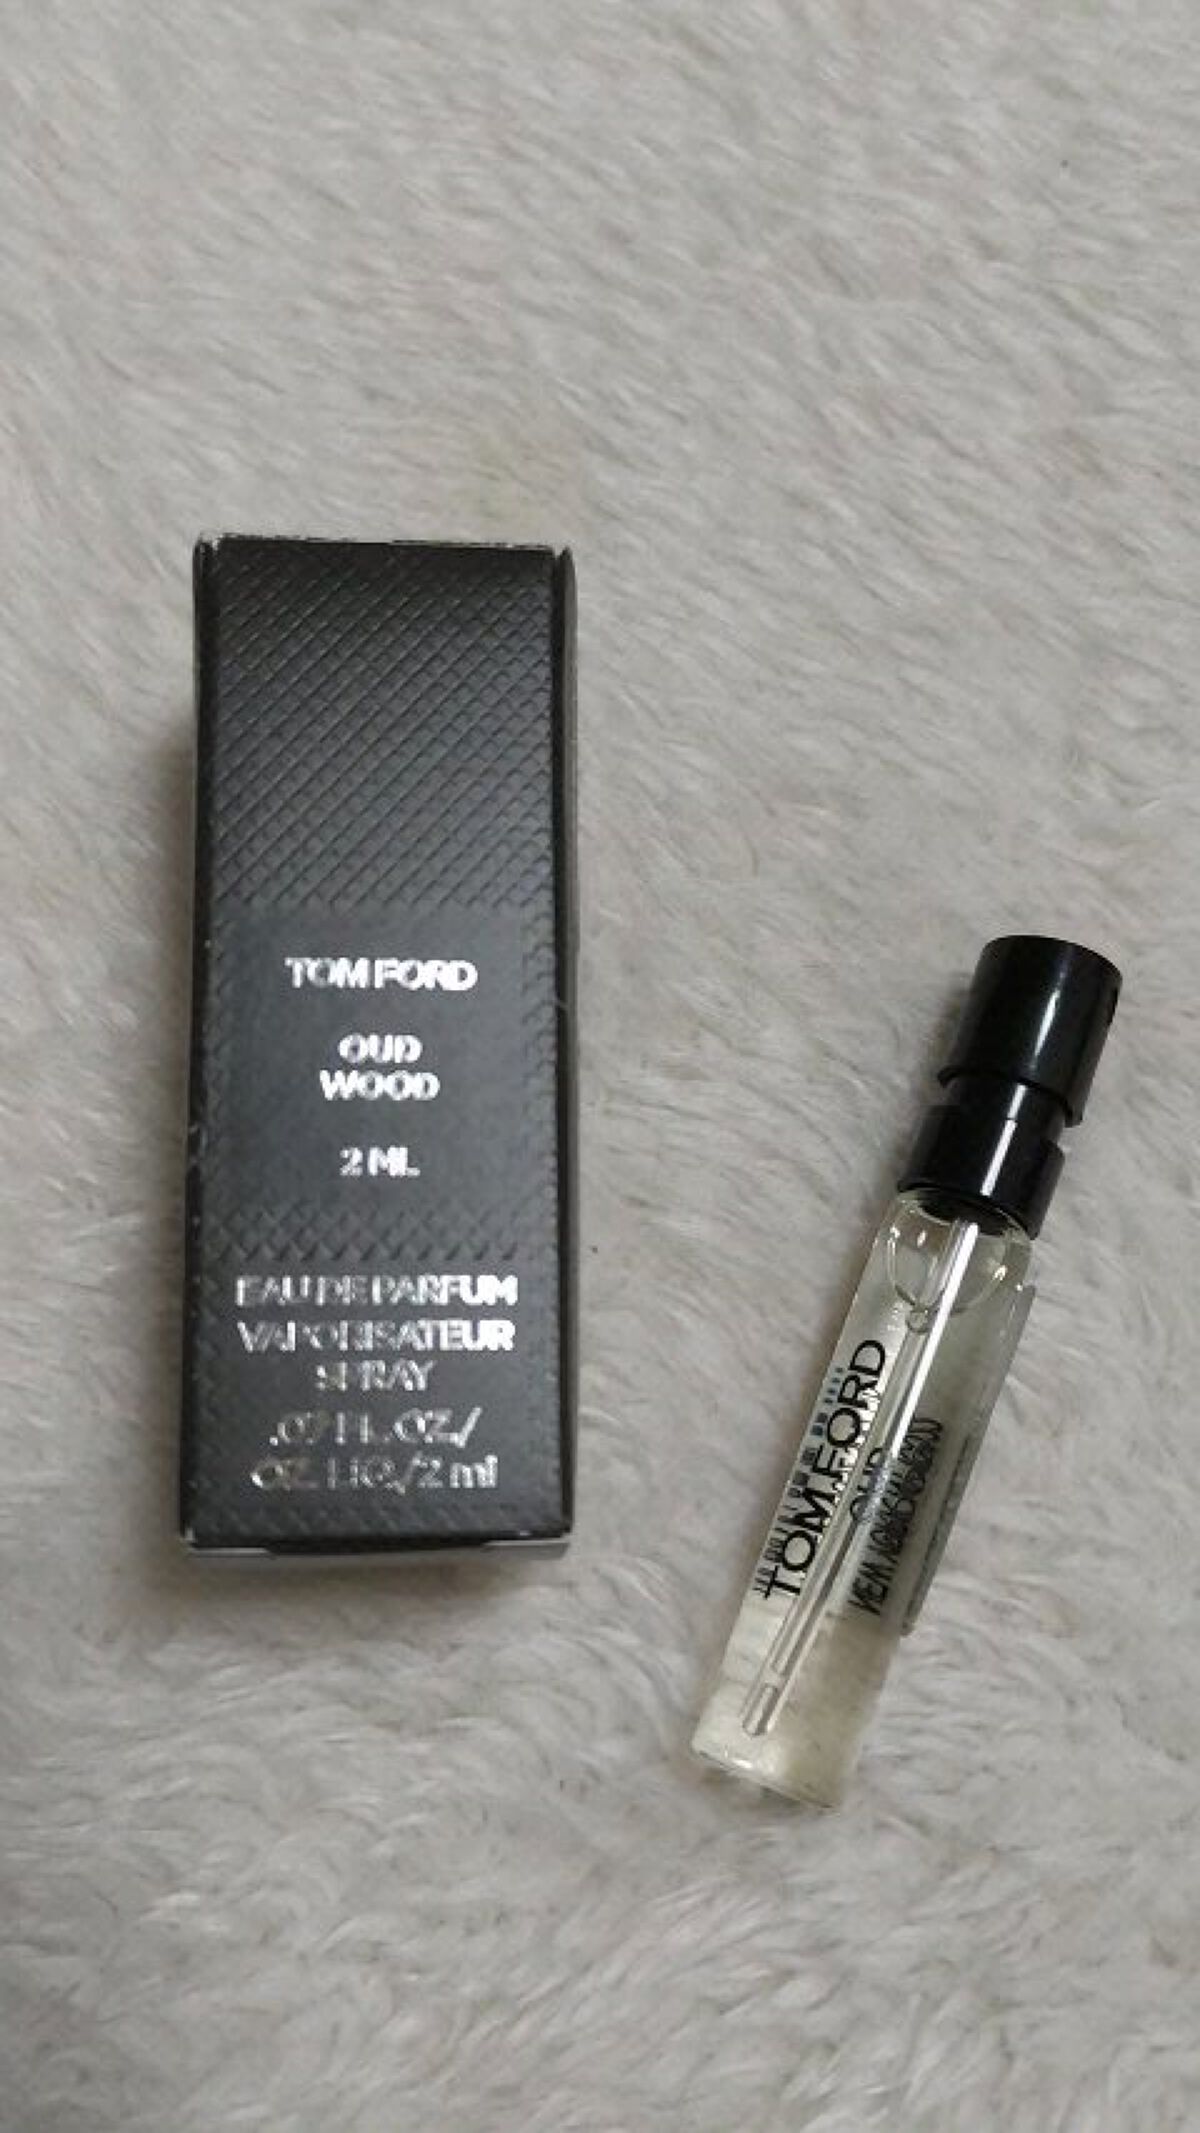 TOM FORD
OUD
WOOD
2 ML
EAU DE PARFUM
VAPORISATEUR
SPRAY
.07 FL.OZ./
OZ. LIQ./2 ml
TOM FORD
OUD